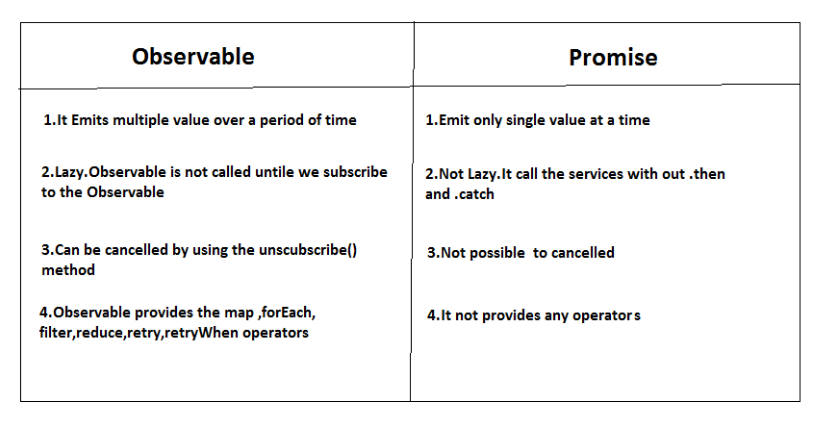 Observable
Promise
1.It Emits multiple value over a period of time
1.Emit only single value at a time
2.Lazy.Observable is not called untile we subscribe
to the Observable
2.Not Lazy.It call the services with out .then
and .catch
3.Can be cancelled by using the unscubscribe()
method
3.Not possible to cancelled
4.Observable provides the map ,forEach,
filter,reduce,retry,retryWhen operators
4.It not provides any operators